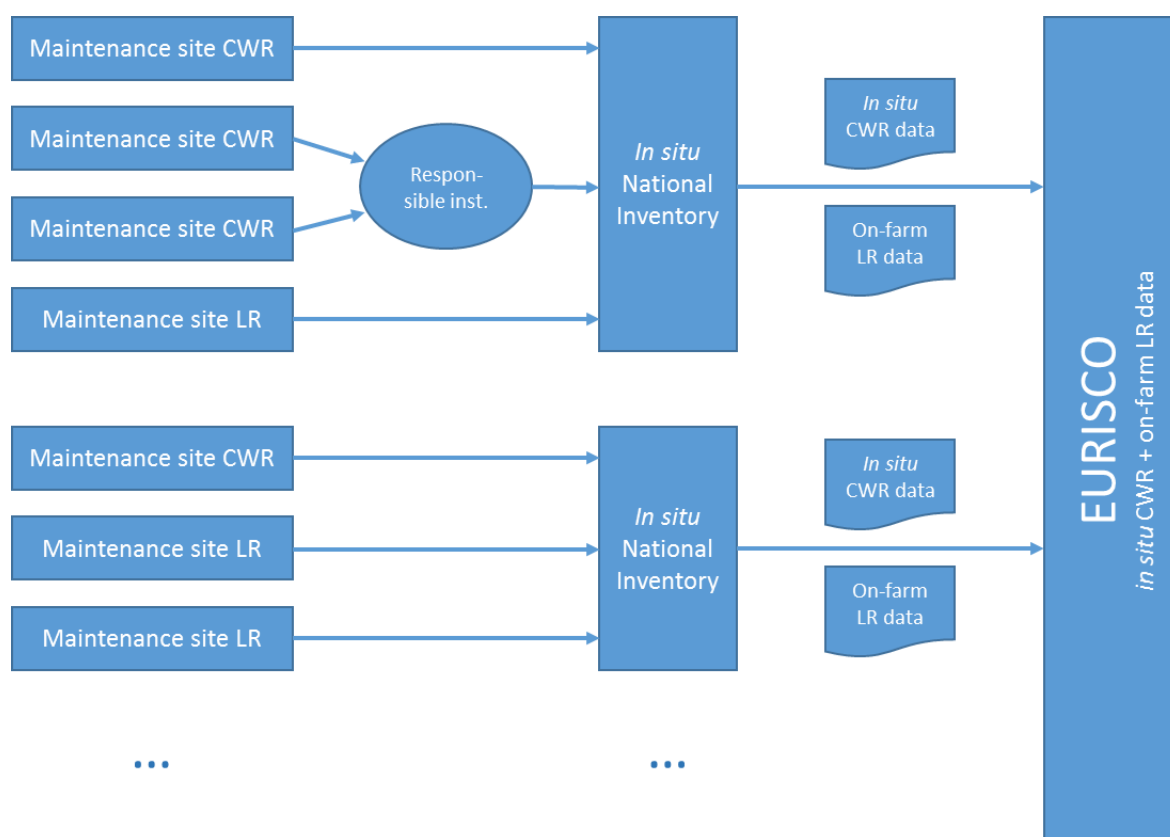 Maintenance site CWR
Maintenance site CWR
Respon-
sible inst.
Maintenance site CWR
Maintenance site LR
In situ
National
Inventory
In situ
CWR data
On-farm
LR data
Maintenance site CWR
Maintenance site LR
Maintenance site LR
In situ
National
Inventory
In situ
CWR data
On-farm
LR data
EURISCO
in situ CWR + on-farm LR data
...
...